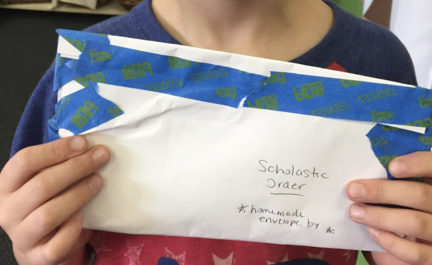 Scholastic
Order
*homemade
envelope by*